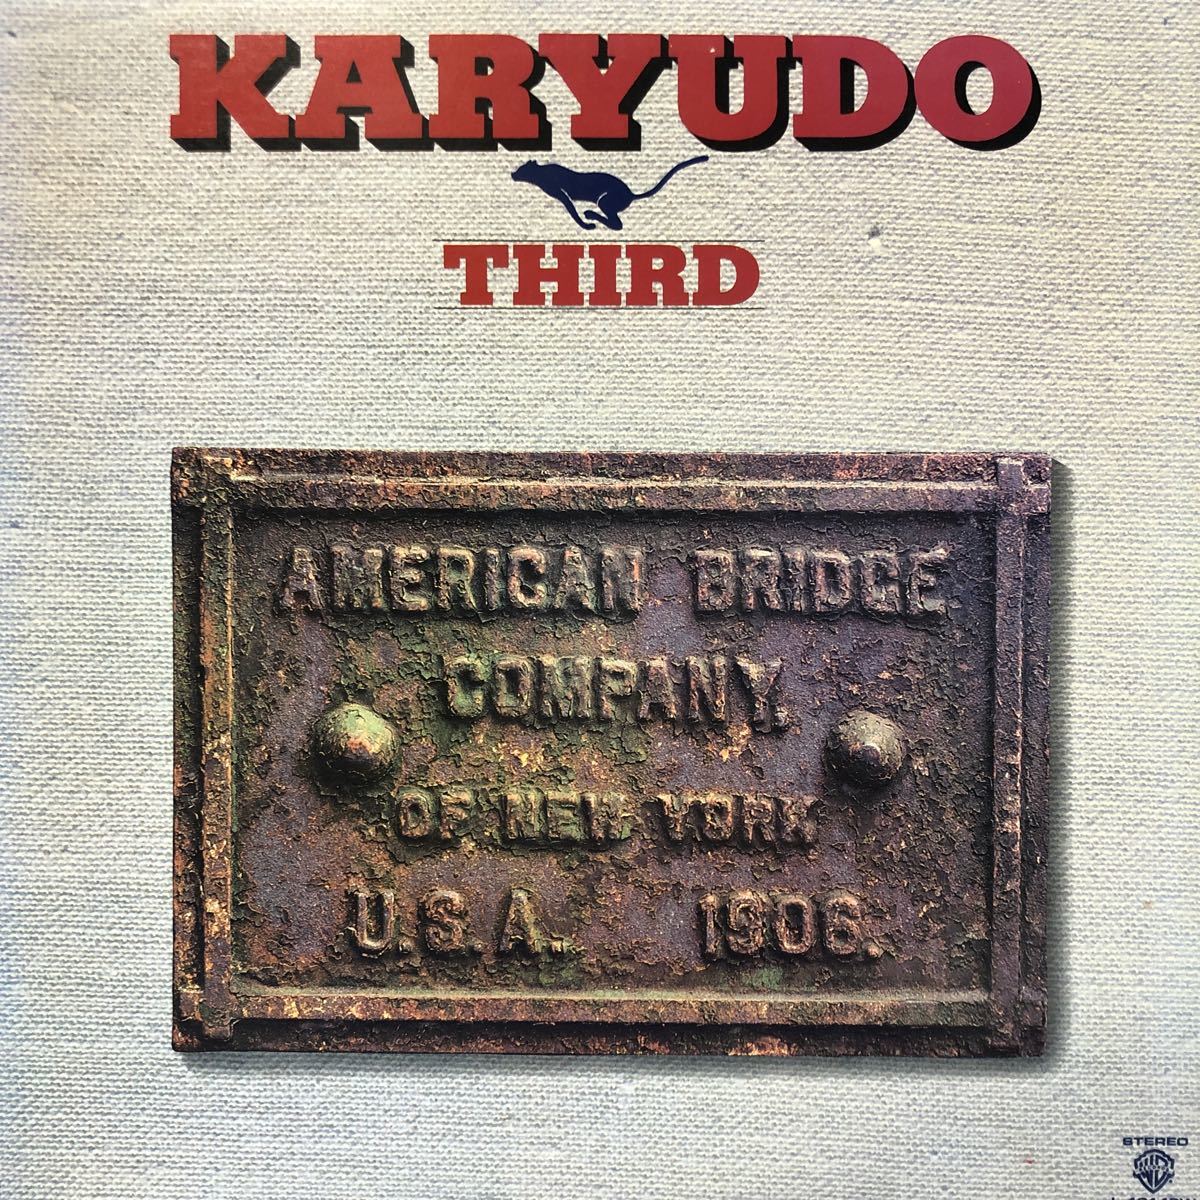 KARYUDO
THIRD
AMERICAN BRIDGE
COMPANY.
OF NEW YORK
U.S.A. 1906.
STEREO